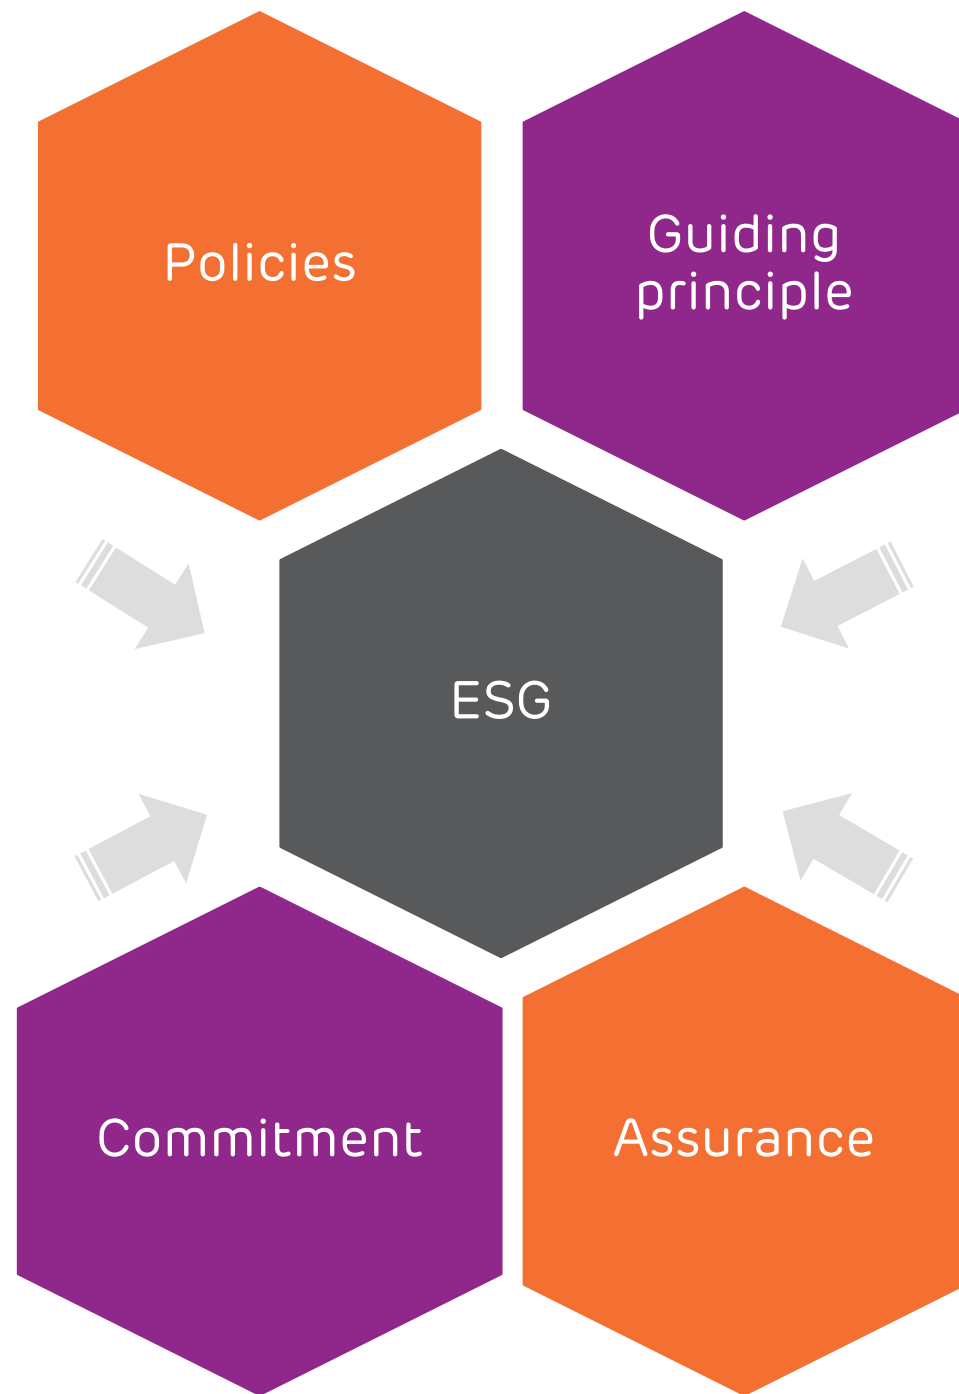 Policies
Guiding
principle
ESG
Commitment
Assurance